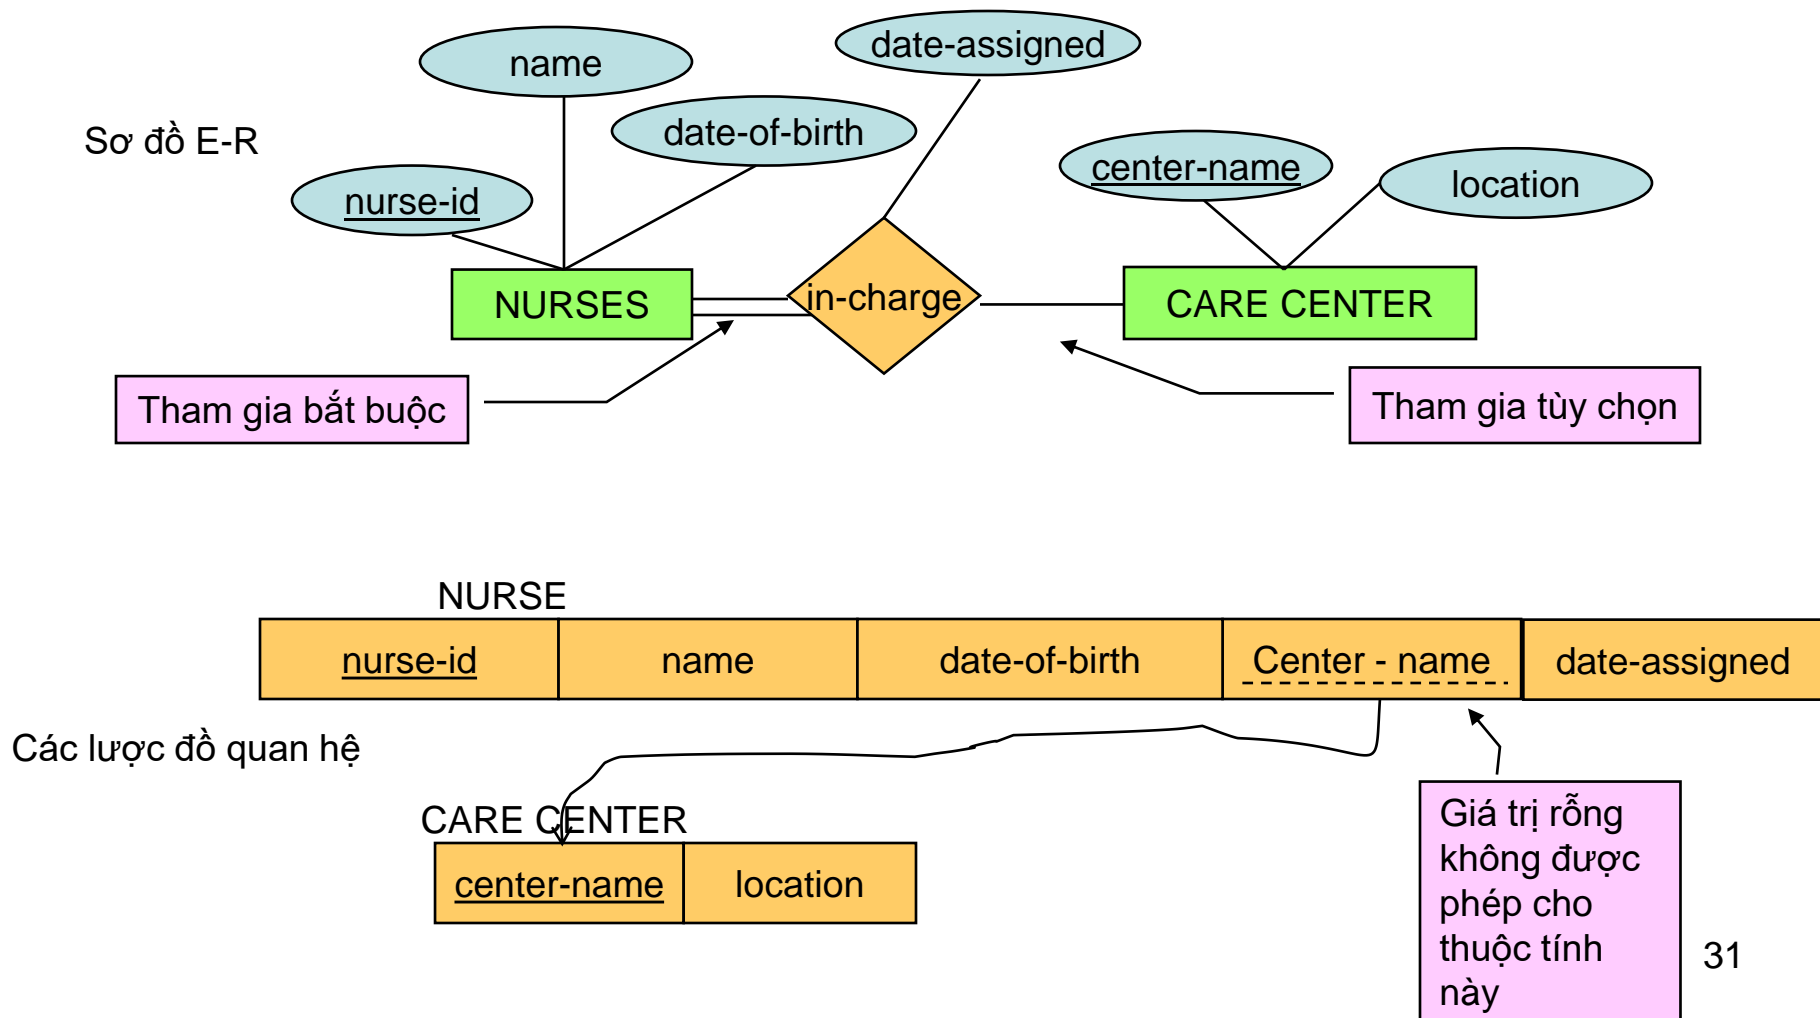 date-assigned
name
Sơ đồ E-R
date-of-birth
center-name
location
nurse-id
NURSES
in-charge
CARE CENTER
Tham gia bắt buộc
Tham gia tùy chọn
NURSE
nurse-id
name
date-of-birth
Center - name
date-assigned
Các lược đồ quan hệ
CARE CENTER
center-name
location
Giá trị rỗng
không được
phép cho
thuộc tính
này
31